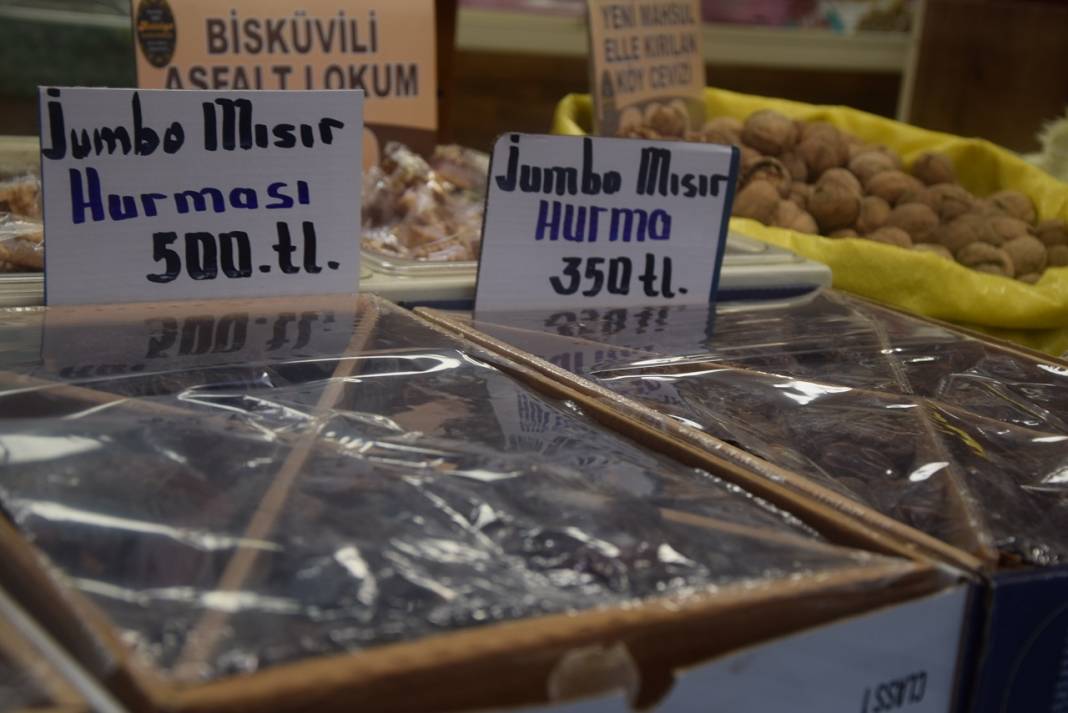 BİSKÜVİLİ
ASFALT LOKUM
YENİ MAHSUL
ELLE KIRILAN
KÖY CEVİZİ
Jumbo Mısır
Hurması
500.tl.
Jumbo Mısır
Hurma
350 tl.
CLASS I